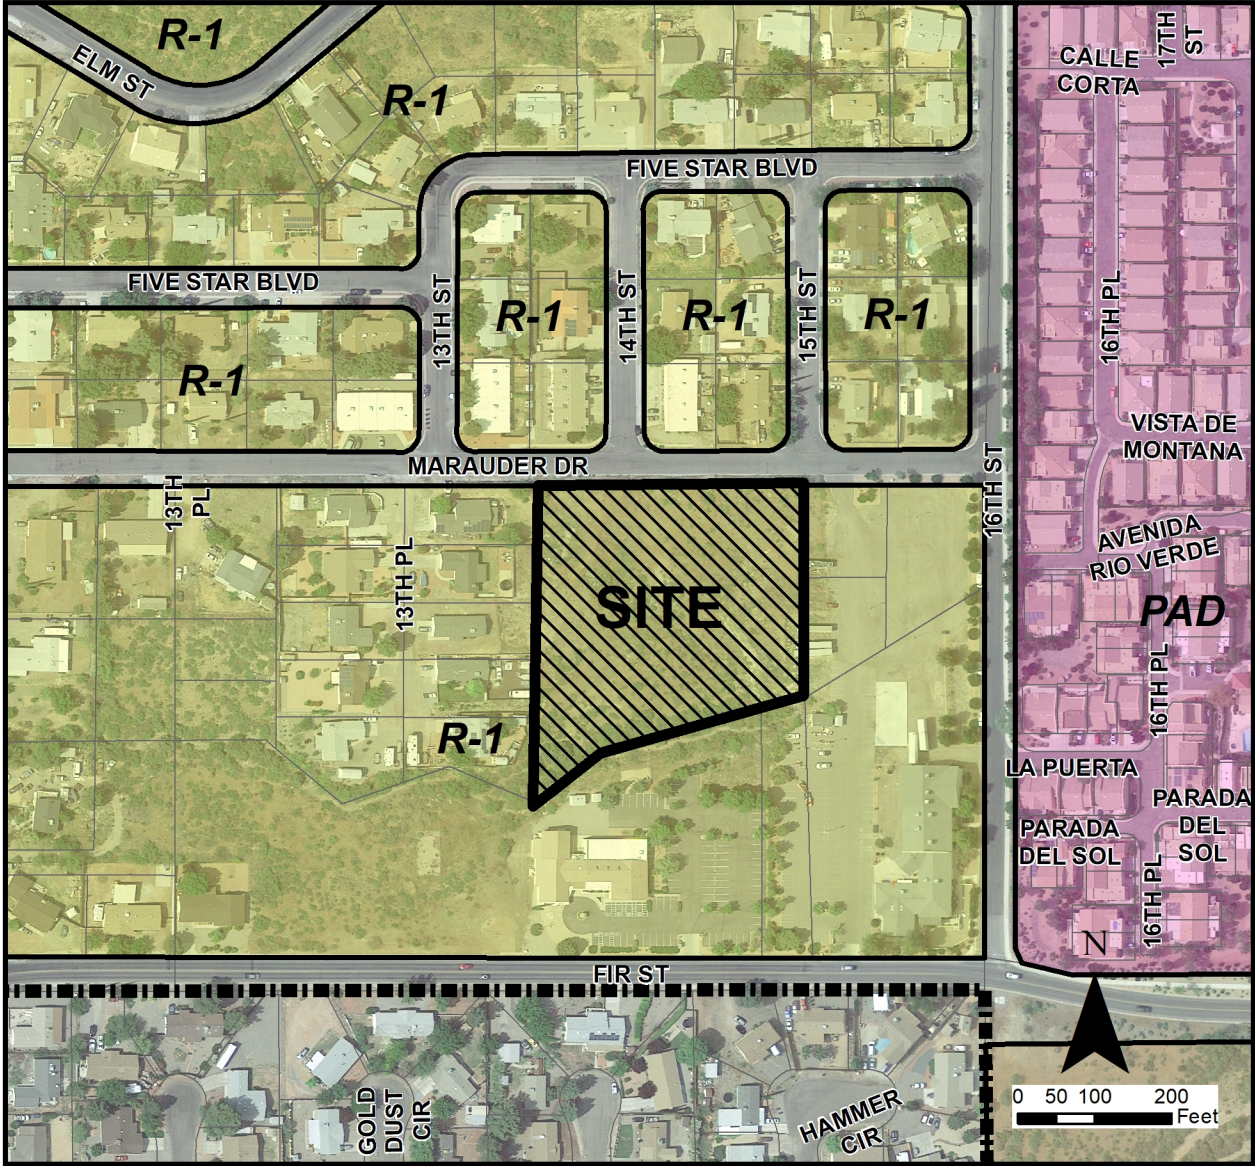 R-1
ELM ST
R-1
17TH
ST
CALLE
CORTA
FIVE STAR BLVD
FIVE STAR BLVD
13TH ST
14TH ST
15TH ST
16TH PL
R-1
R-1
R-1
R-1
VISTA DE
MONTANA
MARAUDER DR
13TH
PL
16TH ST
13TH PL
AVENIDA
RIO VERDE
SITE
PAD
16TH PL
R-1
LA PUERTA
PARADA
DEL SOL
PARADA
DEL
SOL
16TH PL
N
FIR ST
GOLD
DUST
CIR
HAMMER
CIR
0 50 100 200
Feet